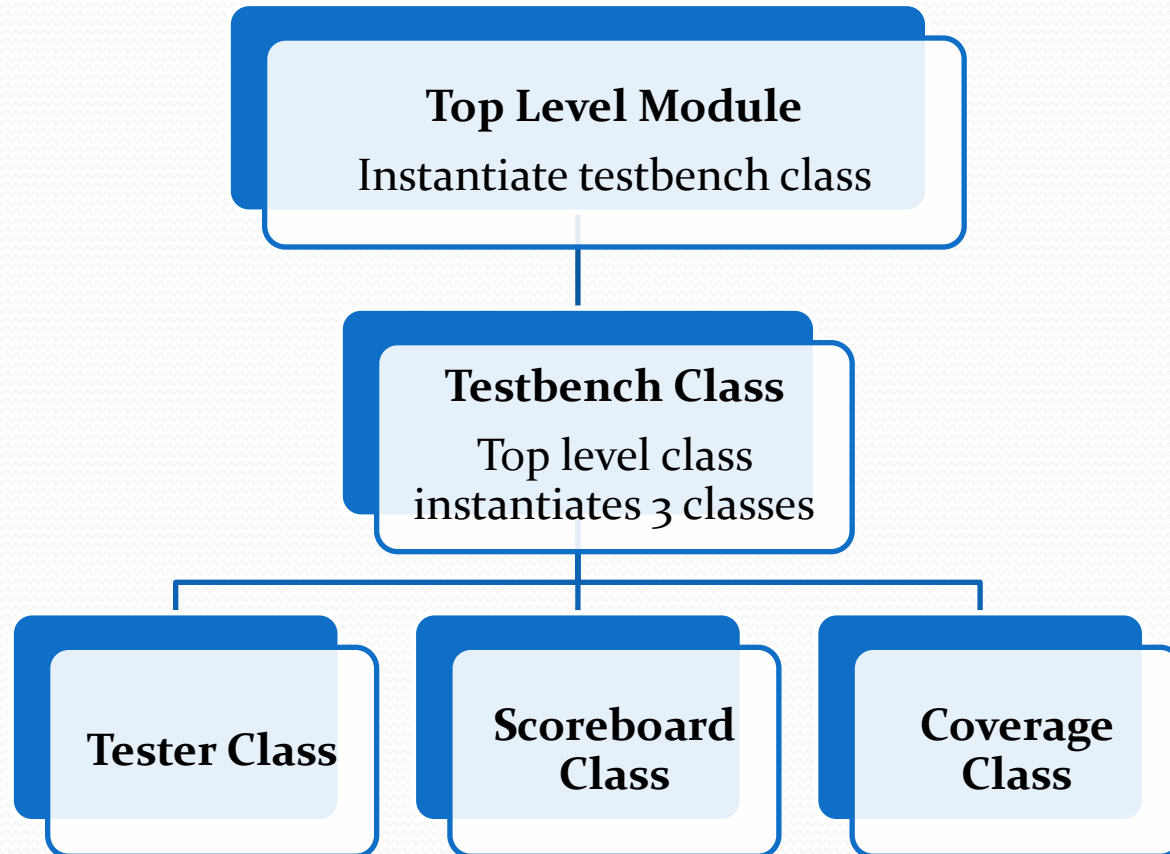 Top Level Module
Instantiate testbench class
Testbench Class
Top level class
instantiates 3 classes
Tester Class
Scoreboard
Class
Coverage
Class